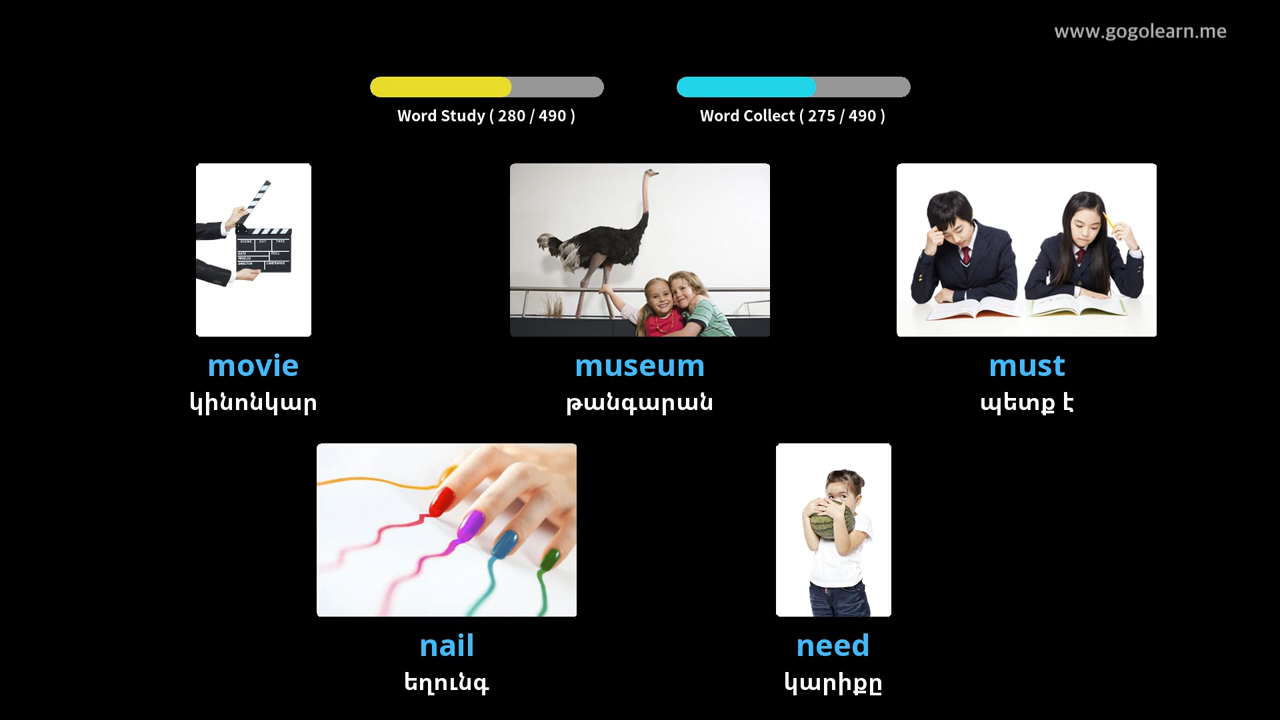 www.gogolearn.me
Word Study ( 280 / 490 )
Word Collect ( 275 / 490 )
movie
կինոնկար
museum
թանգարան
must
պետք է
nail
եղունգ
need
կարիքը